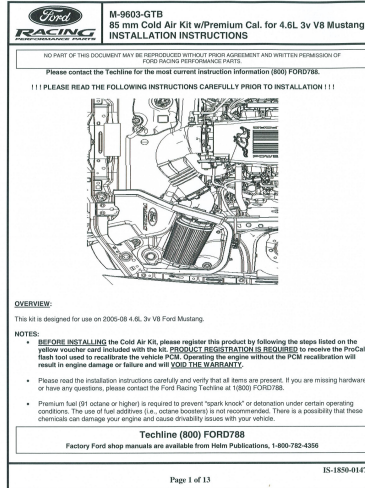 Ford
RACING
PERFORMANCE PARTS
M-9603-GTB
85 mm Cold Air Kit w/Premium Cal. for 4.6L 3v V8 Mustang
INSTALLATION INSTRUCTIONS
NO PART OF THIS DOCUMENT MAY BE REPRODUCED WITHOUT PRIOR AGREEMENT AND WRITTEN PERMISSION OF
FORD RACING PERFORMANCE PARTS.
Please contact the Techline for the most current instruction information (800) FORD788.
! ! ! PLEASE READ THE FOLLOWING INSTRUCTIONS CAREFULLY PRIOR TO INSTALLATION ! ! !
OVERVIEW:
This kit is designed for use on 2005-08 4.6L 3v V8 Ford Mustang.
NOTES:
• BEFORE INSTALLING the Cold Air Kit, please register this product by following the steps listed on the
yellow voucher card included with the kit. PRODUCT REGISTRATION IS REQUIRED to receive the ProCal
flash tool used to recalibrate the vehicle PCM. Operating the engine without the PCM recalibration will
result in engine damage or failure and will VOID THE WARRANTY.
• Please read the installation instructions carefully and verify that all items are present. If you are missing hardware
or have any questions, please contact the Ford Racing Techline at 1(800) FORD788.
• Premium fuel (91 octane or higher) is required to prevent "spark knock" or detonation under certain operating
conditions. The use of fuel additives (i.e., octane boosters) is not recommended. There is a possibility that these
chemicals can damage your engine and cause drivability issues with your vehicle.
Techline (800) FORD788
Factory Ford shop manuals are available from Helm Publications, 1-800-782-4356
IS-1850-0147
Page 1 of 13